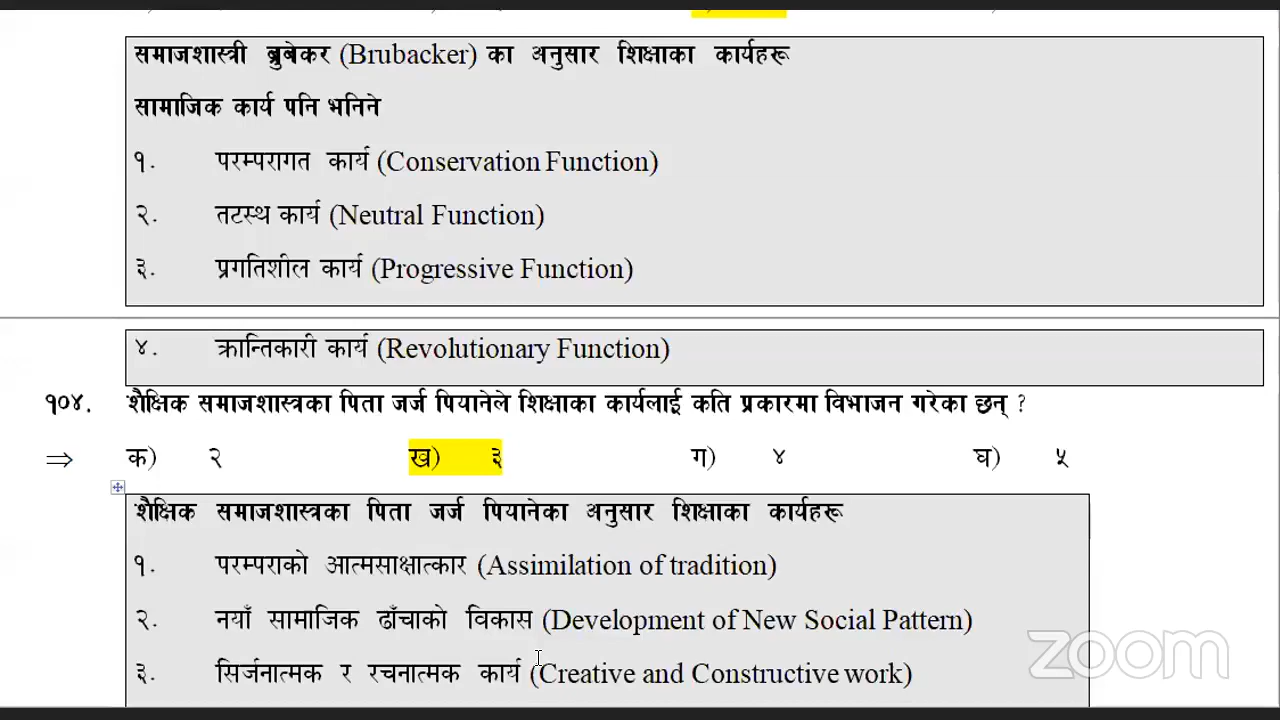 समाजशास्त्री ब्रुबेकर (Brubacker) का अनुसार शिक्षाका कार्यहरू
सामाजिक कार्य पनि भनिने
१. परम्परागत कार्य (Conservation Function)
२. तटस्थ कार्य (Neutral Function)
३. प्रगतिशील कार्य (Progressive Function)
४. क्रान्तिकारी कार्य (Revolutionary Function)
१०४. शैक्षिक समाजशास्त्रका पिता जर्ज पियानेले शिक्षाका कार्यलाई कति प्रकारमा विभाजन गरेका छन् ?
⇒ क) २ ख) ३ ग) ४ घ) ५
शैक्षिक समाजशास्त्रका पिता जर्ज पियानेका अनुसार शिक्षाका कार्यहरू
१. परम्पराको आत्मसाक्षात्कार (Assimilation of tradition)
२. नयाँ सामाजिक ढाँचाको विकास (Development of New Social Pattern)
३. सिर्जनात्मक र रचनात्मक कार्य (Creative and Constructive work)
zoom